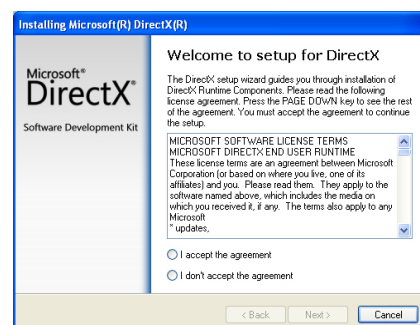 Installing Microsoft(R) DirectX(R)
Microsoft®
DirectX®
Software Development Kit
Welcome to setup for DirectX
The DirectX setup wizard guides you through installation of
DirectX Runtime Components. Please read the following
license agreement. Press the PAGE DOWN key to see the rest
of the agreement. You must accept the agreement to continue
the setup.
MICROSOFT SOFTWARE LICENSE TERMS
MICROSOFT DIRECTX END USER RUNTIME
These license terms are an agreement between Microsoft
Corporation (or based on where you live, one of its
affiliates) and you. Please read them. They apply to the
software named above, which includes the media on
which you received it, if any. The terms also apply to any
Microsoft
* updates,
I accept the agreement
I don't accept the agreement
< Back
Next >
Cancel